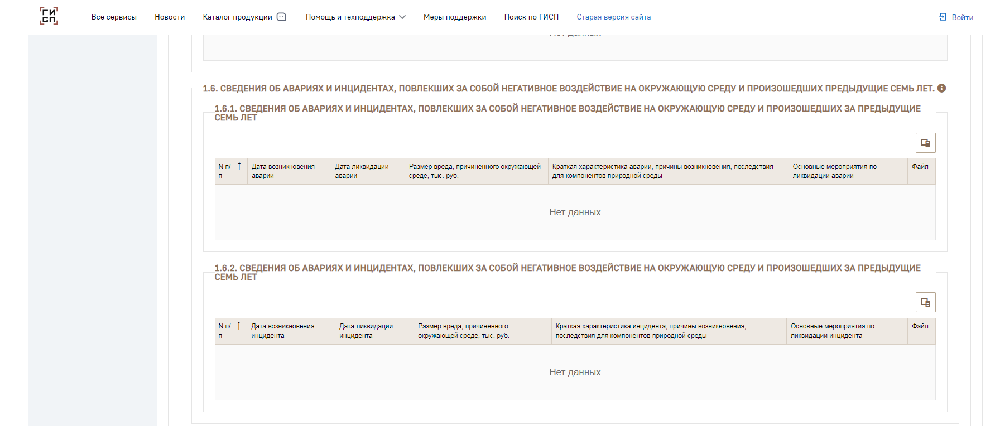 ГИ
СП
Все сервисы
Новости
Каталог продукции
Помощь и техподдержка
Меры поддержки
Поиск по ГИСП
Старая версия сайта
Войти
Нет данных
1.6. СВЕДЕНИЯ ОБ АВАРИЯХ И ИНЦИДЕНТАХ, ПОВЛЕКШИХ ЗА СОБОЙ НЕГАТИВНОЕ ВОЗДЕЙСТВИЕ НА ОКРУЖАЮЩУЮ СРЕДУ И ПРОИЗОШЕДШИХ ПРЕДЫДУЩИЕ СЕМЬ ЛЕТ.
1.6.1. СВЕДЕНИЯ ОБ АВАРИЯХ И ИНЦИДЕНТАХ, ПОВЛЕКШИХ ЗА СОБОЙ НЕГАТИВНОЕ ВОЗДЕЙСТВИЕ НА ОКРУЖАЮЩУЮ СРЕДУ И ПРОИЗОШЕДШИХ ЗА ПРЕДЫДУЩИЕ
СЕМЬ ЛЕТ
N п/
п
Дата возникновения
аварии
Дата ликвидации
аварии
Размер вреда, причиненного окружающей
среде, тыс. руб.
Краткая характеристика аварии, причины возникновения, последствия
для компонентов природной среды
Основные мероприятия по
ликвидации аварии
Файл
Нет данных
1.6.2. СВЕДЕНИЯ ОБ АВАРИЯХ И ИНЦИДЕНТАХ, ПОВЛЕКШИХ ЗА СОБОЙ НЕГАТИВНОЕ ВОЗДЕЙСТВИЕ НА ОКРУЖАЮЩУЮ СРЕДУ И ПРОИЗОШЕДШИХ ЗА ПРЕДЫДУЩИЕ
СЕМЬ ЛЕТ
N п/
п
Дата возникновения
инцидента
Дата ликвидации
инцидента
Размер вреда, причиненного
окружающей среде, тыс. руб.
Краткая характеристика инцидента, причины возникновения,
последствия для компонентов природной среды
Основные мероприятия по
ликвидации инцидента
Файл
Нет данных